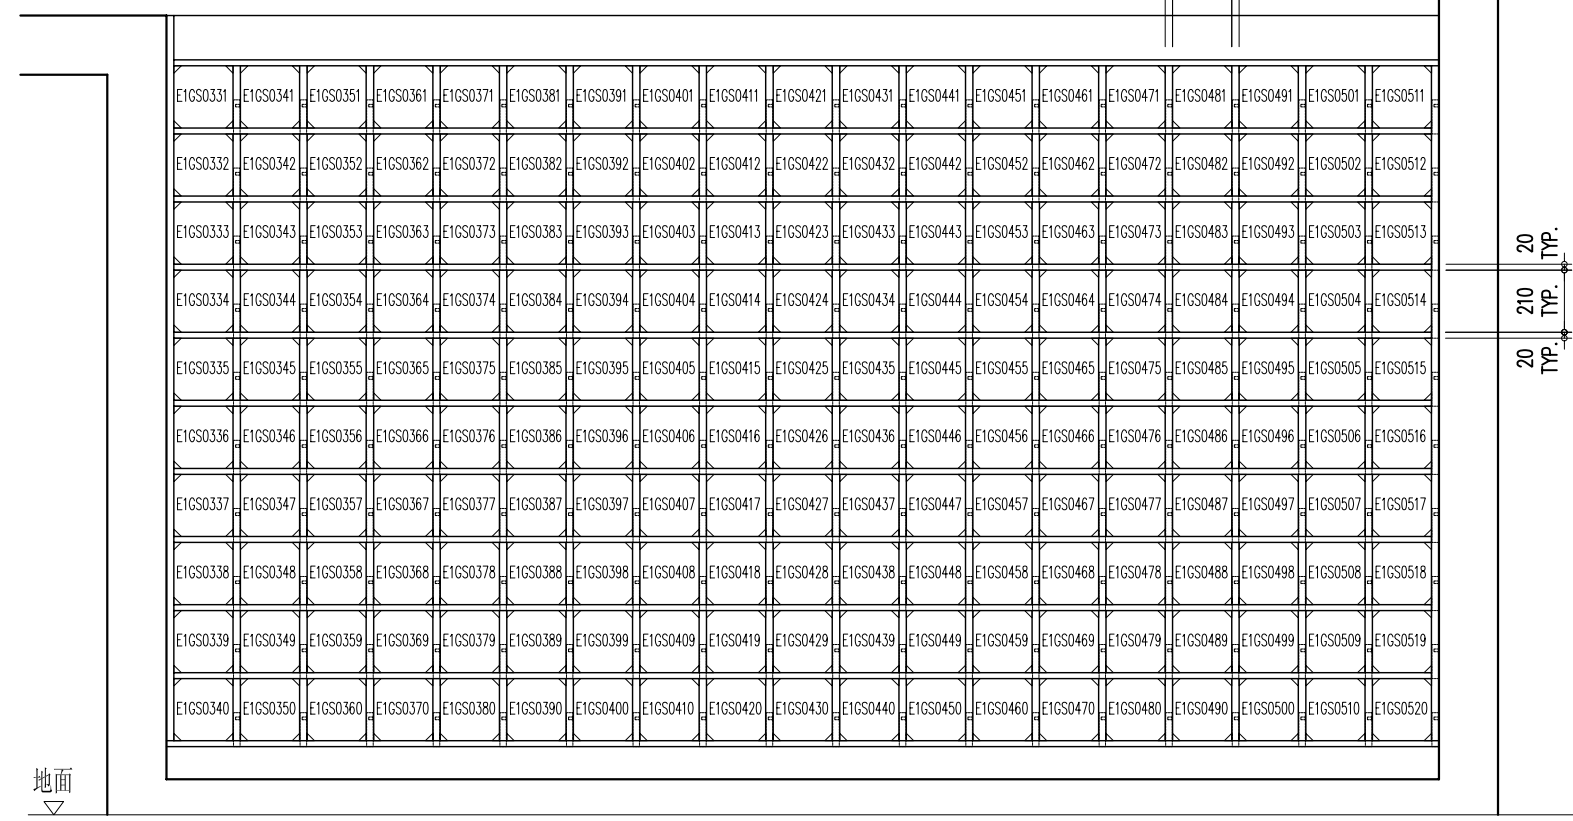 E1GS0331 E1GS0341 E1GS0351 E1GS0361 E1GS0371 E1GS0381 E1GS0391 E1GS0401 E1GS0411 E1GS0421 E1GS0431 E1GS0441 E1GS0451 E1GS0461 E1GS0471 E1GS0481 E1GS0491 E1GS0501 E1GS0511
E1GS0332 E1GS0342 E1GS0352 E1GS0362 E1GS0372 E1GS0382 E1GS0392 E1GS0402 E1GS0412 E1GS0422 E1GS0432 E1GS0442 E1GS0452 E1GS0462 E1GS0472 E1GS0482 E1GS0492 E1GS0502 E1GS0512
E1GS0333 E1GS0343 E1GS0353 E1GS0363 E1GS0373 E1GS0383 E1GS0393 E1GS0403 E1GS0413 E1GS0423 E1GS0433 E1GS0443 E1GS0453 E1GS0463 E1GS0473 E1GS0483 E1GS0493 E1GS0503 E1GS0513
20
TYP.
E1GS0334 E1GS0344 E1GS0354 E1GS0364 E1GS0374 E1GS0384 E1GS0394 E1GS0404 E1GS0414 E1GS0424 E1GS0434 E1GS0444 E1GS0454 E1GS0464 E1GS0474 E1GS0484 E1GS0494 E1GS0504 E1GS0514
210
TYP.
E1GS0335 E1GS0345 E1GS0355 E1GS0365 E1GS0375 E1GS0385 E1GS0395 E1GS0405 E1GS0415 E1GS0425 E1GS0435 E1GS0445 E1GS0455 E1GS0465 E1GS0475 E1GS0485 E1GS0495 E1GS0505 E1GS0515
20
TYP.
E1GS0336 E1GS0346 E1GS0356 E1GS0366 E1GS0376 E1GS0386 E1GS0396 E1GS0406 E1GS0416 E1GS0426 E1GS0436 E1GS0446 E1GS0456 E1GS0466 E1GS0476 E1GS0486 E1GS0496 E1GS0506 E1GS0516
E1GS0337 E1GS0347 E1GS0357 E1GS0367 E1GS0377 E1GS0387 E1GS0397 E1GS0407 E1GS0417 E1GS0427 E1GS0437 E1GS0447 E1GS0457 E1GS0467 E1GS0477 E1GS0487 E1GS0497 E1GS0507 E1GS0517
E1GS0338 E1GS0348 E1GS0358 E1GS0368 E1GS0378 E1GS0388 E1GS0398 E1GS0408 E1GS0418 E1GS0428 E1GS0438 E1GS0448 E1GS0458 E1GS0468 E1GS0478 E1GS0488 E1GS0498 E1GS0508 E1GS0518
E1GS0339 E1GS0349 E1GS0359 E1GS0369 E1GS0379 E1GS0389 E1GS0399 E1GS0409 E1GS0419 E1GS0429 E1GS0439 E1GS0449 E1GS0459 E1GS0469 E1GS0479 E1GS0489 E1GS0499 E1GS0509 E1GS0519
E1GS0340 E1GS0350 E1GS0360 E1GS0370 E1GS0380 E1GS0390 E1GS0400 E1GS0410 E1GS0420 E1GS0430 E1GS0440 E1GS0450 E1GS0460 E1GS0470 E1GS0480 E1GS0490 E1GS0500 E1GS0510 E1GS0520
地面